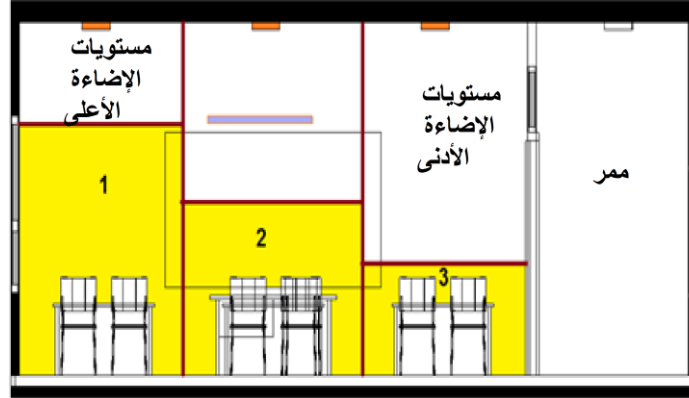 مستويات
الإضاءة
الأعلى
مستويات
الإضاءة
الأدنى
ممر
1
2
3